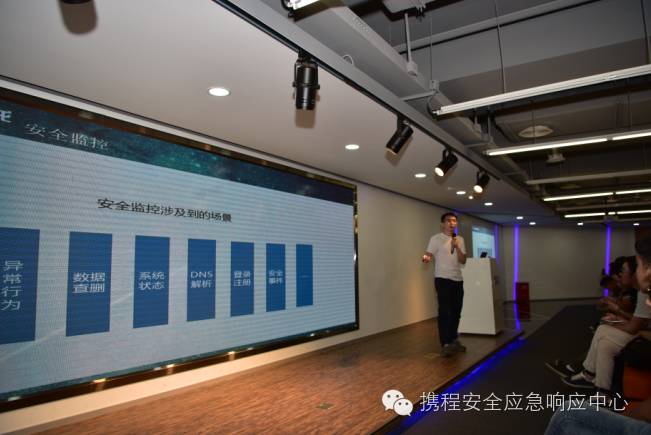 安全监控
安全监控涉及到的场景
异常行为
数据查删
系统状态
DNS解析
登录注册
安全事件
......
携程安全应急响应中心